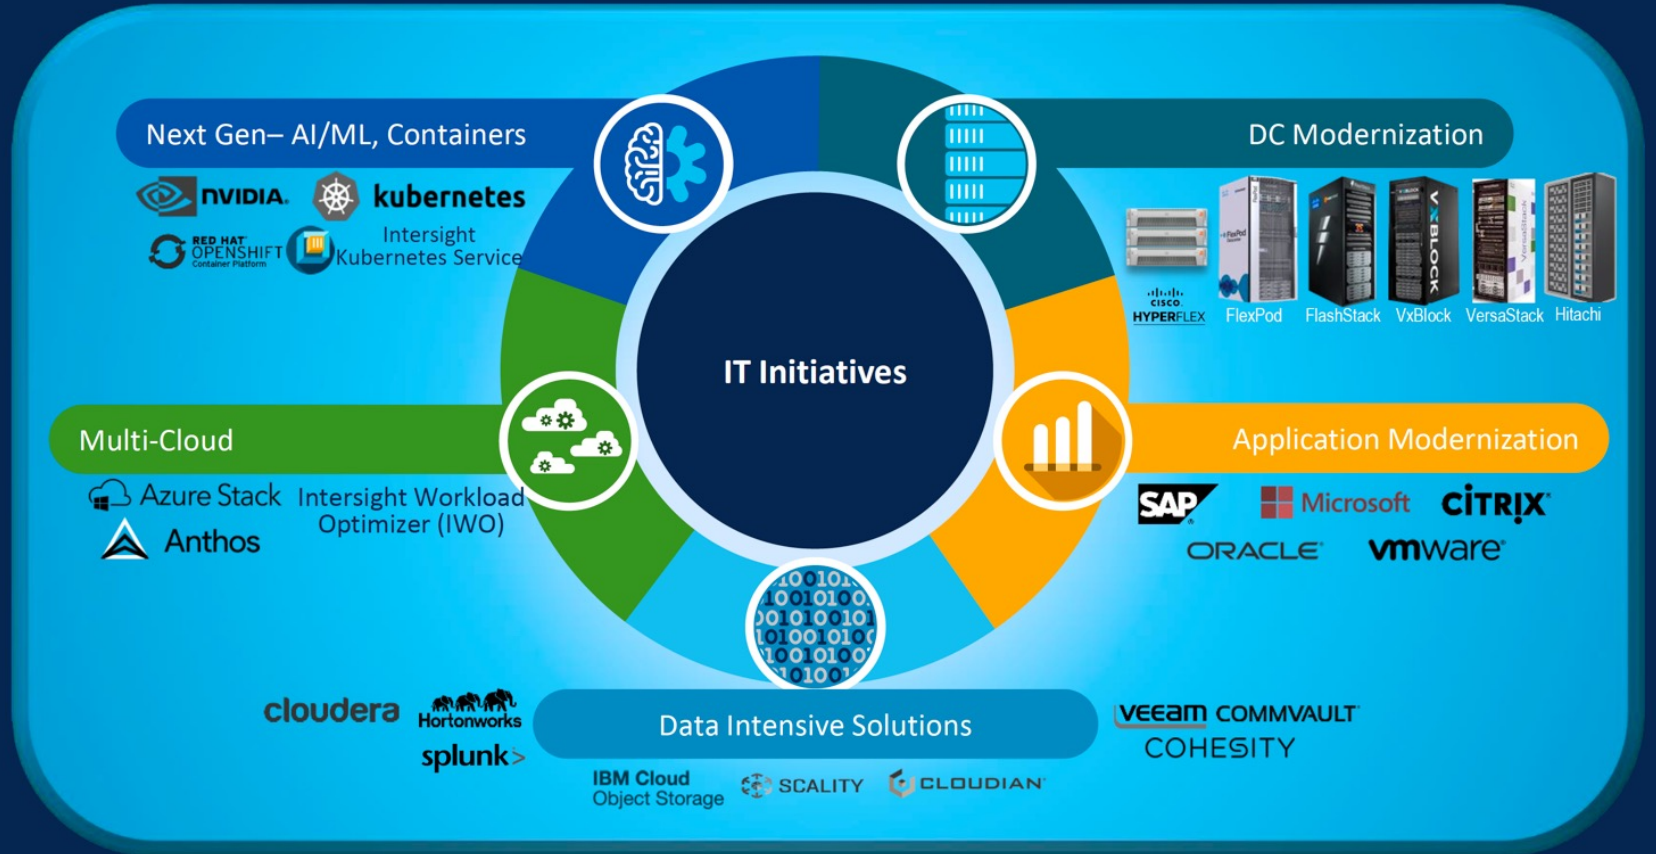 Next Gen– AI/ML, Containers
NVIDIA.
kubernetes
RED HAT
OPENSHIFT
Container Platform
Intersight
Kubernetes Service
DC Modernization
CISCO
HYPERFLEX
FlexPod
VXBLOCK
VersaStack
FlexPod
FlashStack
VxBlock
VersaStack
Hitachi
IT Initiatives
Multi-Cloud
Azure Stack
Anthos
Intersight Workload
Optimizer (IWO)
Application Modernization
SAP
Microsoft
CITRIX
ORACLE
vmware
Data Intensive Solutions
cloudera
Hortonworks
splunk>
IBM Cloud
Object Storage
SCALITY
CLOUDIAN
veeam
COMMVAULT
COHESITY